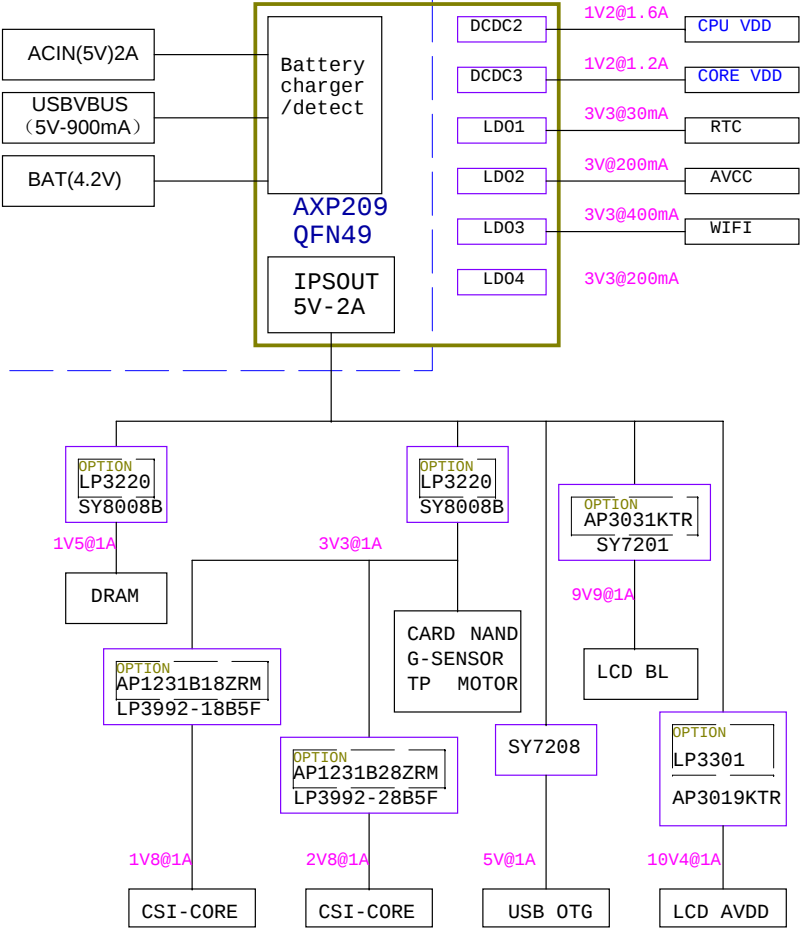 ACIN(5V)2A
USBVBUS
（5V-900mA）
BAT(4.2V)
Battery
charger
/detect
AXP209
QFN49
IPSOUT
5V-2A
DCDC2
1V2@1.6A
CPU VDD
DCDC3
1V2@1.2A
CORE VDD
LDO1
3V3@30mA
RTC
LDO2
3V@200mA
AVCC
LDO3
3V3@400mA
WIFI
LDO4
3V3@200mA
OPTION
LP3220
SY8008B
1V5@1A
DRAM
OPTION
LP3220
SY8008B
3V3@1A
CARD NAND
G-SENSOR
TP MOTOR
OPTION
AP3031KTR
SY7201
9V9@1A
LCD BL
OPTION
AP1231B18ZRM
LP3992-18B5F
1V8@1A
CSI-CORE
OPTION
AP1231B28ZRM
LP3992-28B5F
2V8@1A
CSI-CORE
SY7208
5V@1A
USB OTG
OPTION
LP3301
AP3019KTR
10V4@1A
LCD AVDD